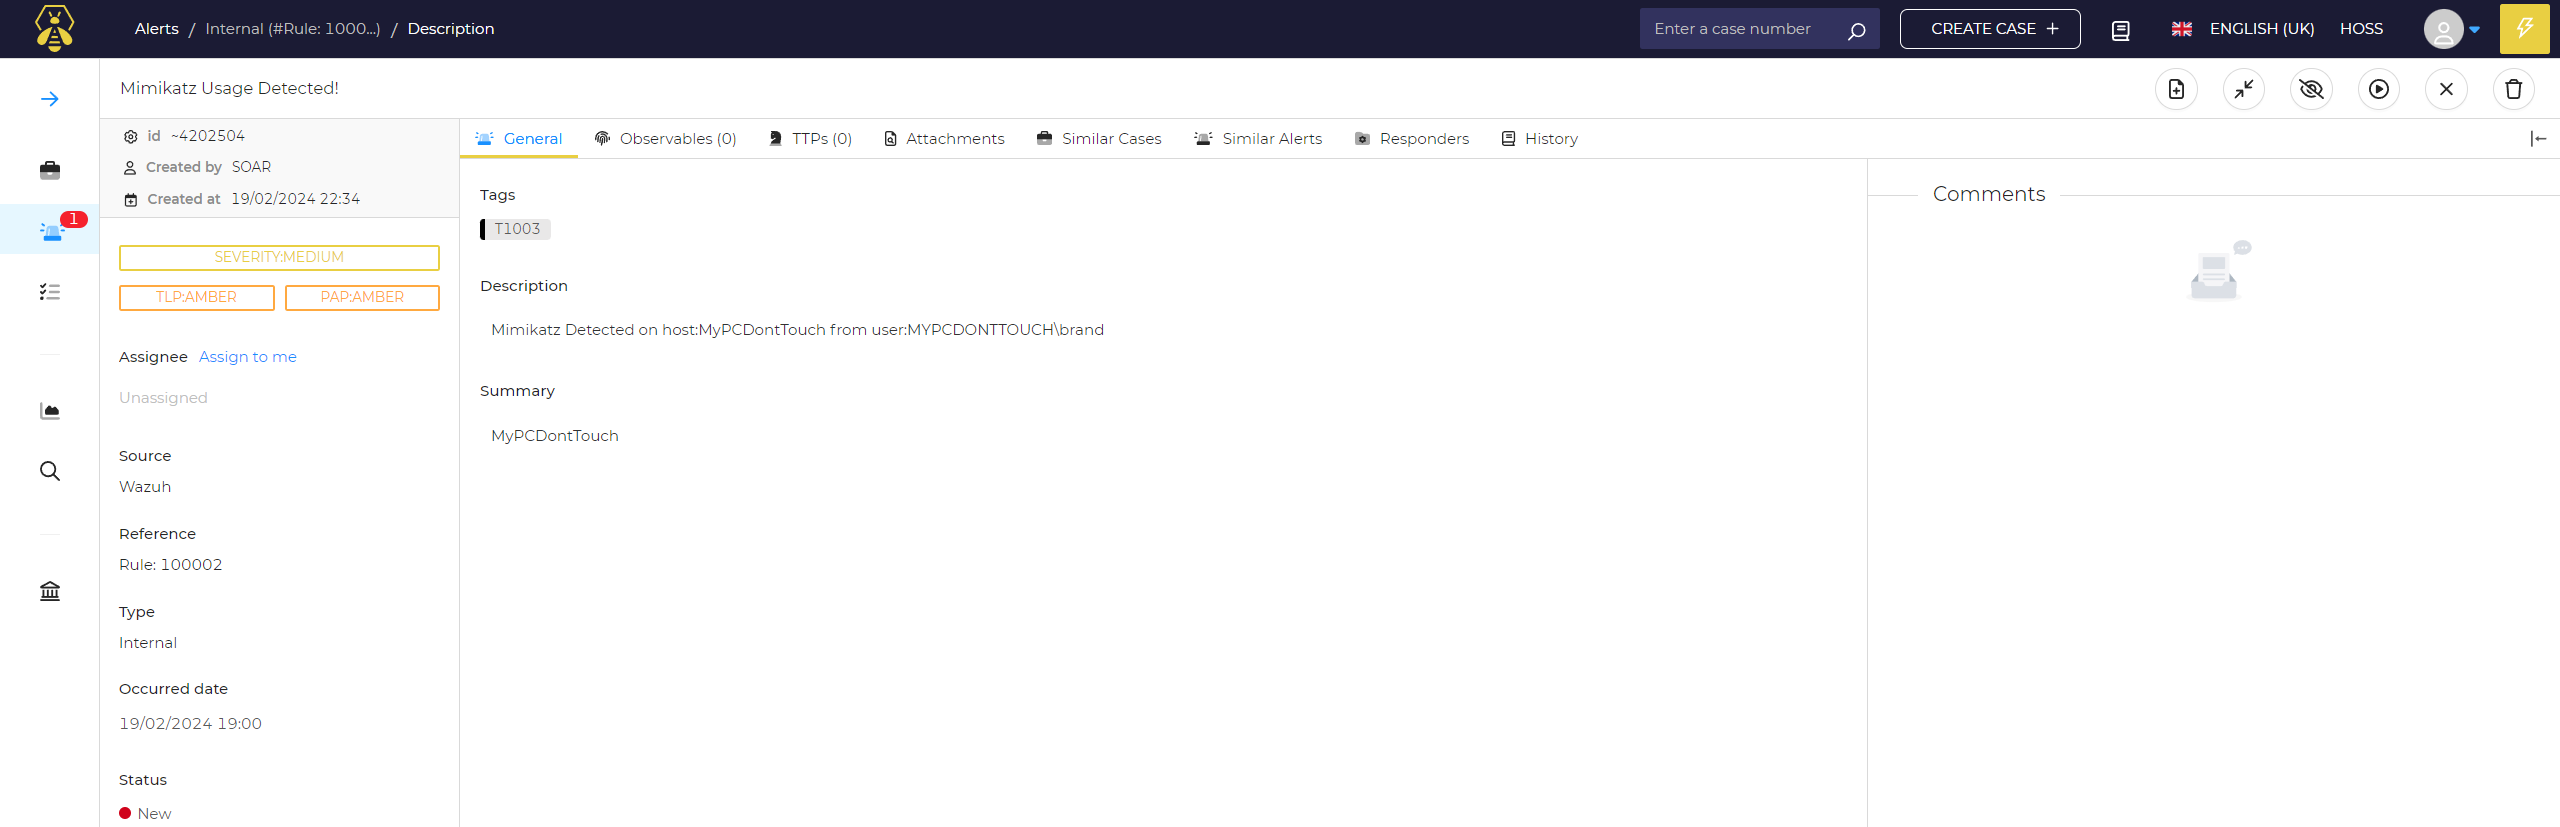 Alerts / Internal (#Rule: 1000...) / Description
Enter a case number
CREATE CASE +
ENGLISH (UK)
HOSS
Mimikatz Usage Detected!
id ~4202504
Created by SOAR
Created at 19/02/2024 22:34
1
SEVERITY:MEDIUM
TLP:AMBER
PAP:AMBER
Assignee Assign to me
Unassigned
Source
Wazuh
Reference
Rule: 100002
Type
Internal
Occurred date
19/02/2024 19:00
Status
New
General
Observables (0)
TTPs (0)
Attachments
Similar Cases
Similar Alerts
Responders
History
Tags
T1003
Description
Mimikatz Detected on host:MyPCDontTouch from user:MYPCDONTTOUCH\brand
Summary
MyPCDontTouch
Comments